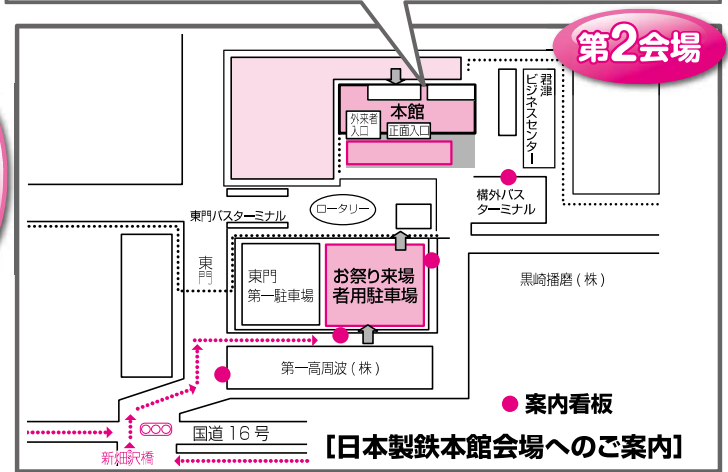 第2会場
君津
ビジネスセンター
本館
外来者
入口
正面入口
構外バス
ターミナル
東門バスターミナル
ロータリー
東門
東門
第一駐車場
お祭り来場
者用駐車場
黒崎播磨(株)
第一高周波(株)
案内看板
国道16号
新畑沢橋
[日本製鉄本館会場へのご案内]